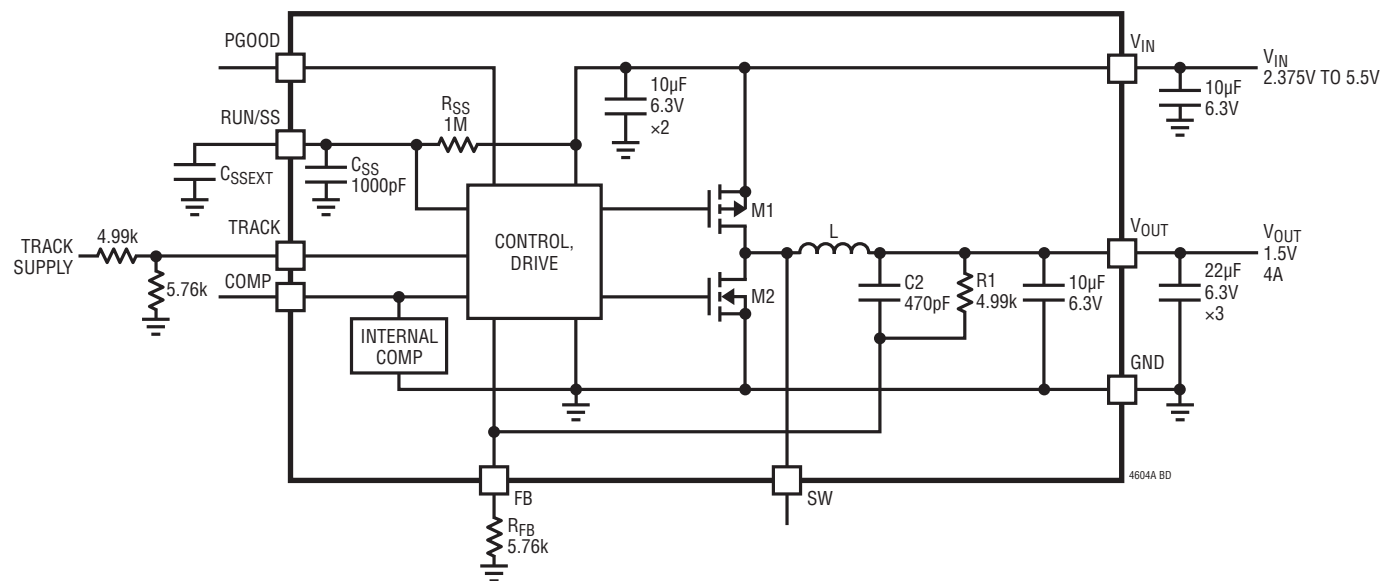 PGOOD
RUN/SS
CSSEXT
CSS
1000pF
RSS
1M
10µF
6.3V
×2
VIN
VIN
2.375V TO 5.5V
10µF
6.3V
TRACK
SUPPLY
4.99k
5.76k
TRACK
COMP
INTERNAL
COMP
CONTROL,
DRIVE
M1
M2
L
C2
470pF
R1
4.99k
10µF
6.3V
VOUT
VOUT
1.5V
4A
22µF
6.3V
×3
GND
FB
RFB
5.76k
SW
4604A BD